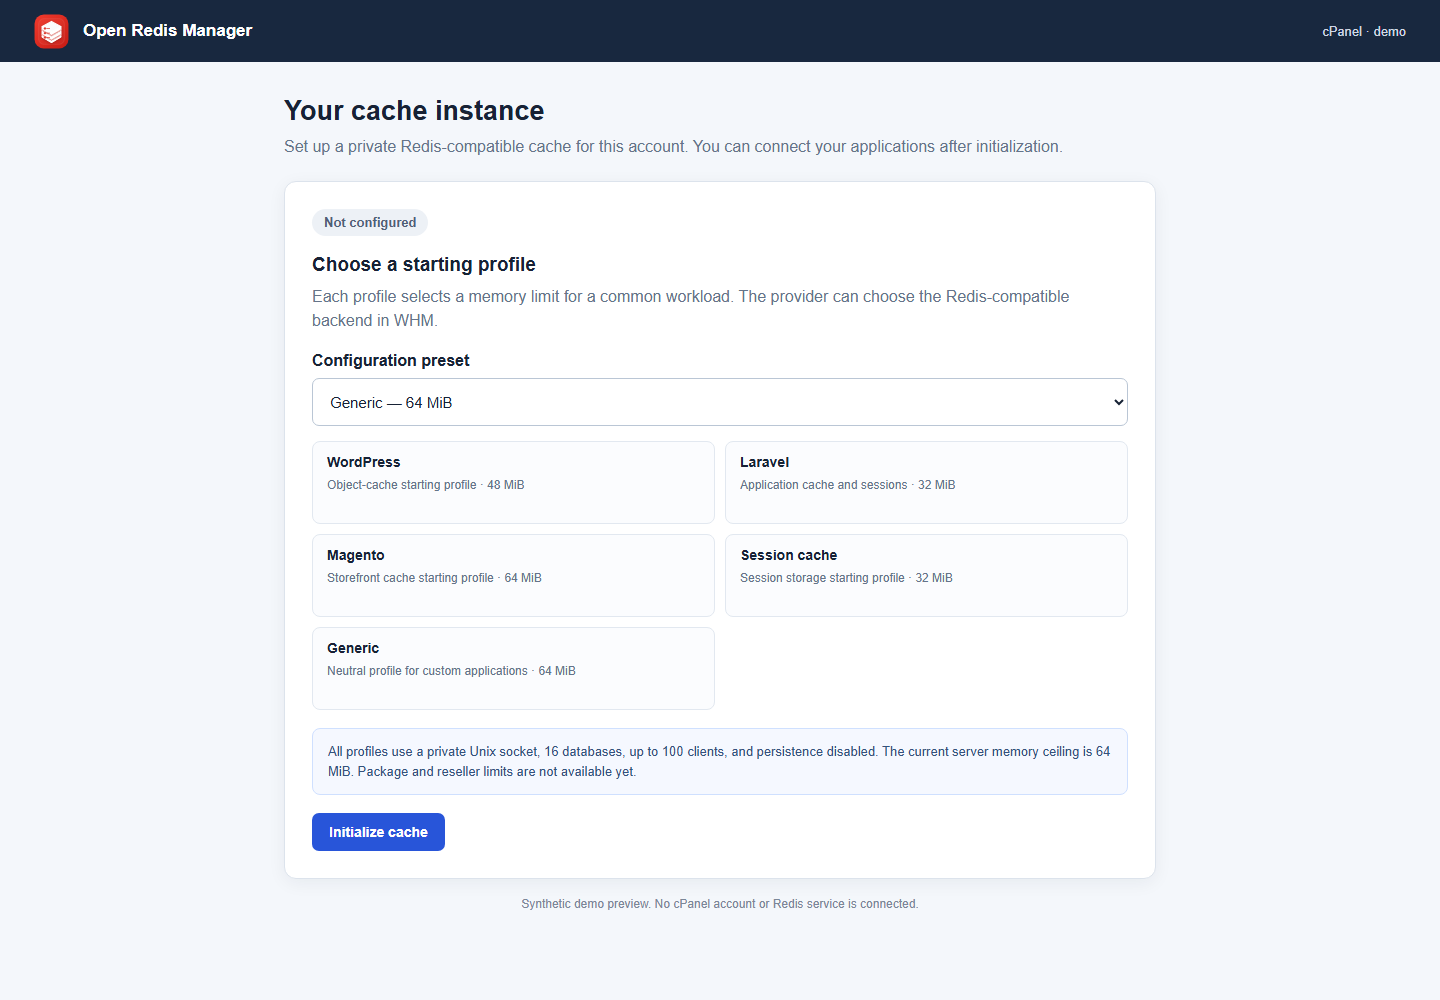 Open Redis Manager
cPanel · demo
Your cache instance
Set up a private Redis-compatible cache for this account. You can connect your applications after initialization.
Not configured
Choose a starting profile
Each profile selects a memory limit for a common workload. The provider can choose the Redis-compatible
backend in WHM.
Configuration preset
Generic — 64 MiB
WordPress
Object-cache starting profile · 48 MiB
Laravel
Application cache and sessions · 32 MiB
Magento
Storefront cache starting profile · 64 MiB
Session cache
Session storage starting profile · 32 MiB
Generic
Neutral profile for custom applications · 64 MiB
All profiles use a private Unix socket, 16 databases, up to 100 clients, and persistence disabled. The current server memory ceiling is 64
MiB. Package and reseller limits are not available yet.
Initialize cache
Synthetic demo preview. No cPanel account or Redis service is connected.